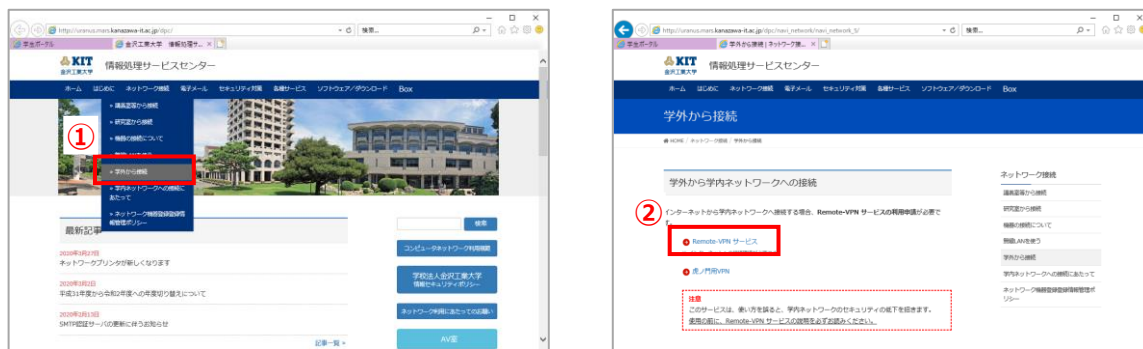 http://uranus.mars.kanazawa-it.ac.jp/dpc/
検索...
学生ポータル
金沢工業大学 情報処理サ...
KIT
金沢工業大学
情報処理サービスセンター
ホーム はじめに ネットワーク接続 電子メール セキュリティ対策 各種サービス ソフトウェア/ダウンロード Box
» 講義室等から接続
» 研究室から接続
» 機器の接続について
①
» 学外から接続
» 学内ネットワークへの接続に
あたって
» ネットワーク機器登録登録情
報管理ポリシー
最新記事
検索
2020年3月27日
ネットワークプリンタが新しくなります
2020年3月2日
平成31年度から令和2年度への年度切り替えについて
2020年2月13日
SMTP認証サーバの更新に伴うお知らせ
記事一覧 »
コンピュータネットワーク利用機関
学校法人金沢工業大学
情報セキュリティポリシー
ネットワーク利用にあたってのお願い
AV室
http://uranus.mars.kanazawa-it.ac.jp/dpc/navi_network/navi_network_5/
検索...
学生ポータル
学外から接続 | ネットワーク接...
KIT
金沢工業大学
情報処理サービスセンター
ホーム はじめに ネットワーク接続 電子メール セキュリティ対策 各種サービス ソフトウェア/ダウンロード Box
学外から接続
HOME / ネットワーク接続 / 学外から接続
学外から学内ネットワークへの接続
インターネットから学内ネットワークへ接続する場合、Remote-VPN サービスの利用申請が必要で
す。
②
Remote-VPN サービス
虎ノ門用VPN
注意
このサービスは、使い方を誤ると、学内ネットワークのセキュリティの低下を招きます。
使用の前に、Remote-VPN サービスの説明を必ずお読みください。
ネットワーク接続
講義室等から接続
研究室から接続
機器の接続について
無線LANを使う
学外から接続
学内ネットワークへの接続にあたって
ネットワーク機器登録登録情報管理ポ
リシー